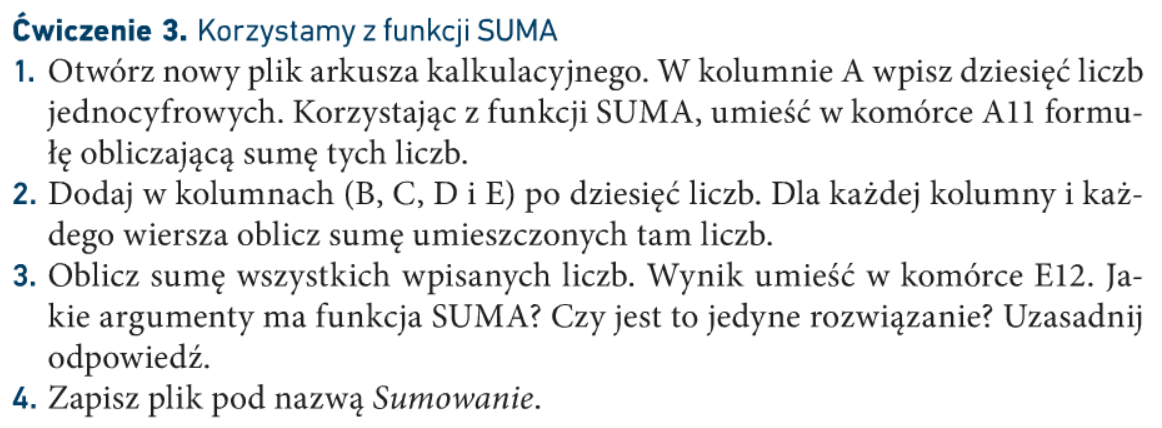 Ćwiczenie 3. Korzystamy z funkcji SUMA
1. Otwórz nowy plik arkusza kalkulacyjnego. W kolumnie A wpisz dziesięć liczb
jednocyfrowych. Korzystając z funkcji SUMA, umieść w komórce A11 formu-
łę obliczającą sumę tych liczb.
2. Dodaj w kolumnach (B, C, D i E) po dziesięć liczb. Dla każdej kolumny i każ-
dego wiersza oblicz sumę umieszczonych tam liczb.
3. Oblicz sumę wszystkich wpisanych liczb. Wynik umieść w komórce E12. Ja-
kie argumenty ma funkcja SUMA? Czy jest to jedyne rozwiązanie? Uzasadnij
odpowiedź.
4. Zapisz plik pod nazwą Sumowanie.